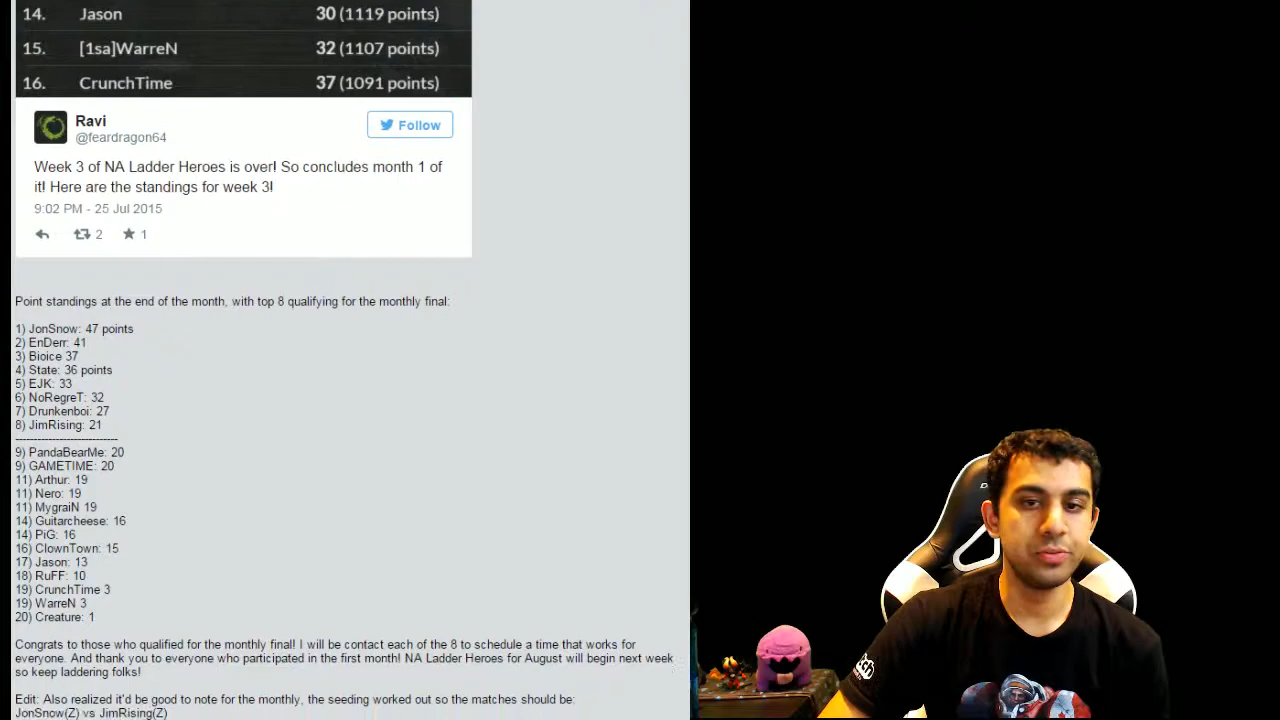 14. Jason 30 (1119 points)
15. [1sa]WarreN 32 (1107 points)
16. CrunchTime 37 (1091 points)
Ravi
@feardragon64
Follow
Week 3 of NA Ladder Heroes is over! So concludes month 1 of
it! Here are the standings for week 3!
9:02 PM - 25 Jul 2015
2 1
Point standings at the end of the month, with top 8 qualifying for the monthly final:
1) JonSnow: 47 points
2) EnDerr: 41
3) Bioice 37
4) State: 36 points
5) EJK: 33
6) NoRegreT: 32
7) Drunkenboi: 27
8) JimRising: 21
----------------------------
9) PandaBearMe: 20
9) GAMETIME: 20
11) Arthur: 19
11) Nero: 19
11) MygraiN 19
14) Guitarcheese: 16
14) PiG: 16
16) ClownTown: 15
17) Jason: 13
18) RuFF: 10
19) CrunchTime 3
19) WarreN 3
20) Creature: 1
Congrats to those who qualified for the monthly final! I will be contact each of the 8 to schedule a time that works for
everyone. And thank you to everyone who participated in the first month! NA Ladder Heroes for August will begin next week
so keep laddering folks!
Edit: Also realized it'd be good to note for the monthly, the seeding worked out so the matches should be:
JonSnow(Z) vs JimRising(Z)